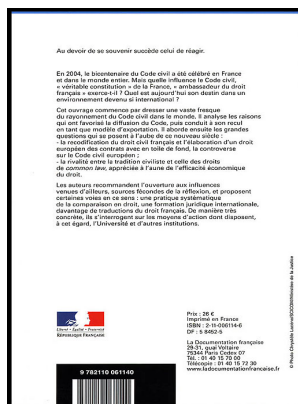 Au devoir de se souvenir succède celui de réagir.
En 2004, le bicentenaire du Code civil a été célébré en France
et dans le monde entier. Mais quelle influence le Code civil,
« véritable constitution » de la France, « ambassadeur du droit
français » exerce-t-il ? Quel est aujourd'hui son destin dans un
environnement devenu si international ?
Cet ouvrage commence par dresser une vaste fresque
du rayonnement du Code civil dans le monde. Il analyse les raisons
qui ont favorisé la diffusion du Code, puis conduit à son recul
en tant que modèle d'exportation. Il aborde ensuite les grandes
questions qui se posent à l'aube de ce nouveau siècle :
- la recodification du droit civil français et l'élaboration d'un droit
européen des contrats avec en toile de fond, la controverse
sur le Code civil européen ;
- la rivalité entre la tradition civiliste et celle des droits
de common law, appréciée à l'aune de l'efficacité économique
du droit.
Les auteurs recommandent l'ouverture aux influences
venues d'ailleurs, sources fécondes de la réflexion, et proposent
certaines voies en ce sens : une pratique systématique
de la comparaison en droit, une formation juridique internationale,
davantage de traductions du droit français. De manière très
concrète, ils s'interrogent sur les moyens d'action dont disposent,
à cet égard, l'Université et d'autres institutions.
Liberté • Égalité • Fraternité
RÉPUBLIQUE FRANÇAISE
Prix : 26 €
Imprimé en France
ISBN : 2-11-006114-6
DF : 5 8452-5
La Documentation française
29-31, quai Voltaire
75344 Paris Cedex 07
Tél. : 01 40 15 70 00
Télécopie : 01 40 15 72 30
www.ladocumentationfrancaise.fr
9 782110 061140